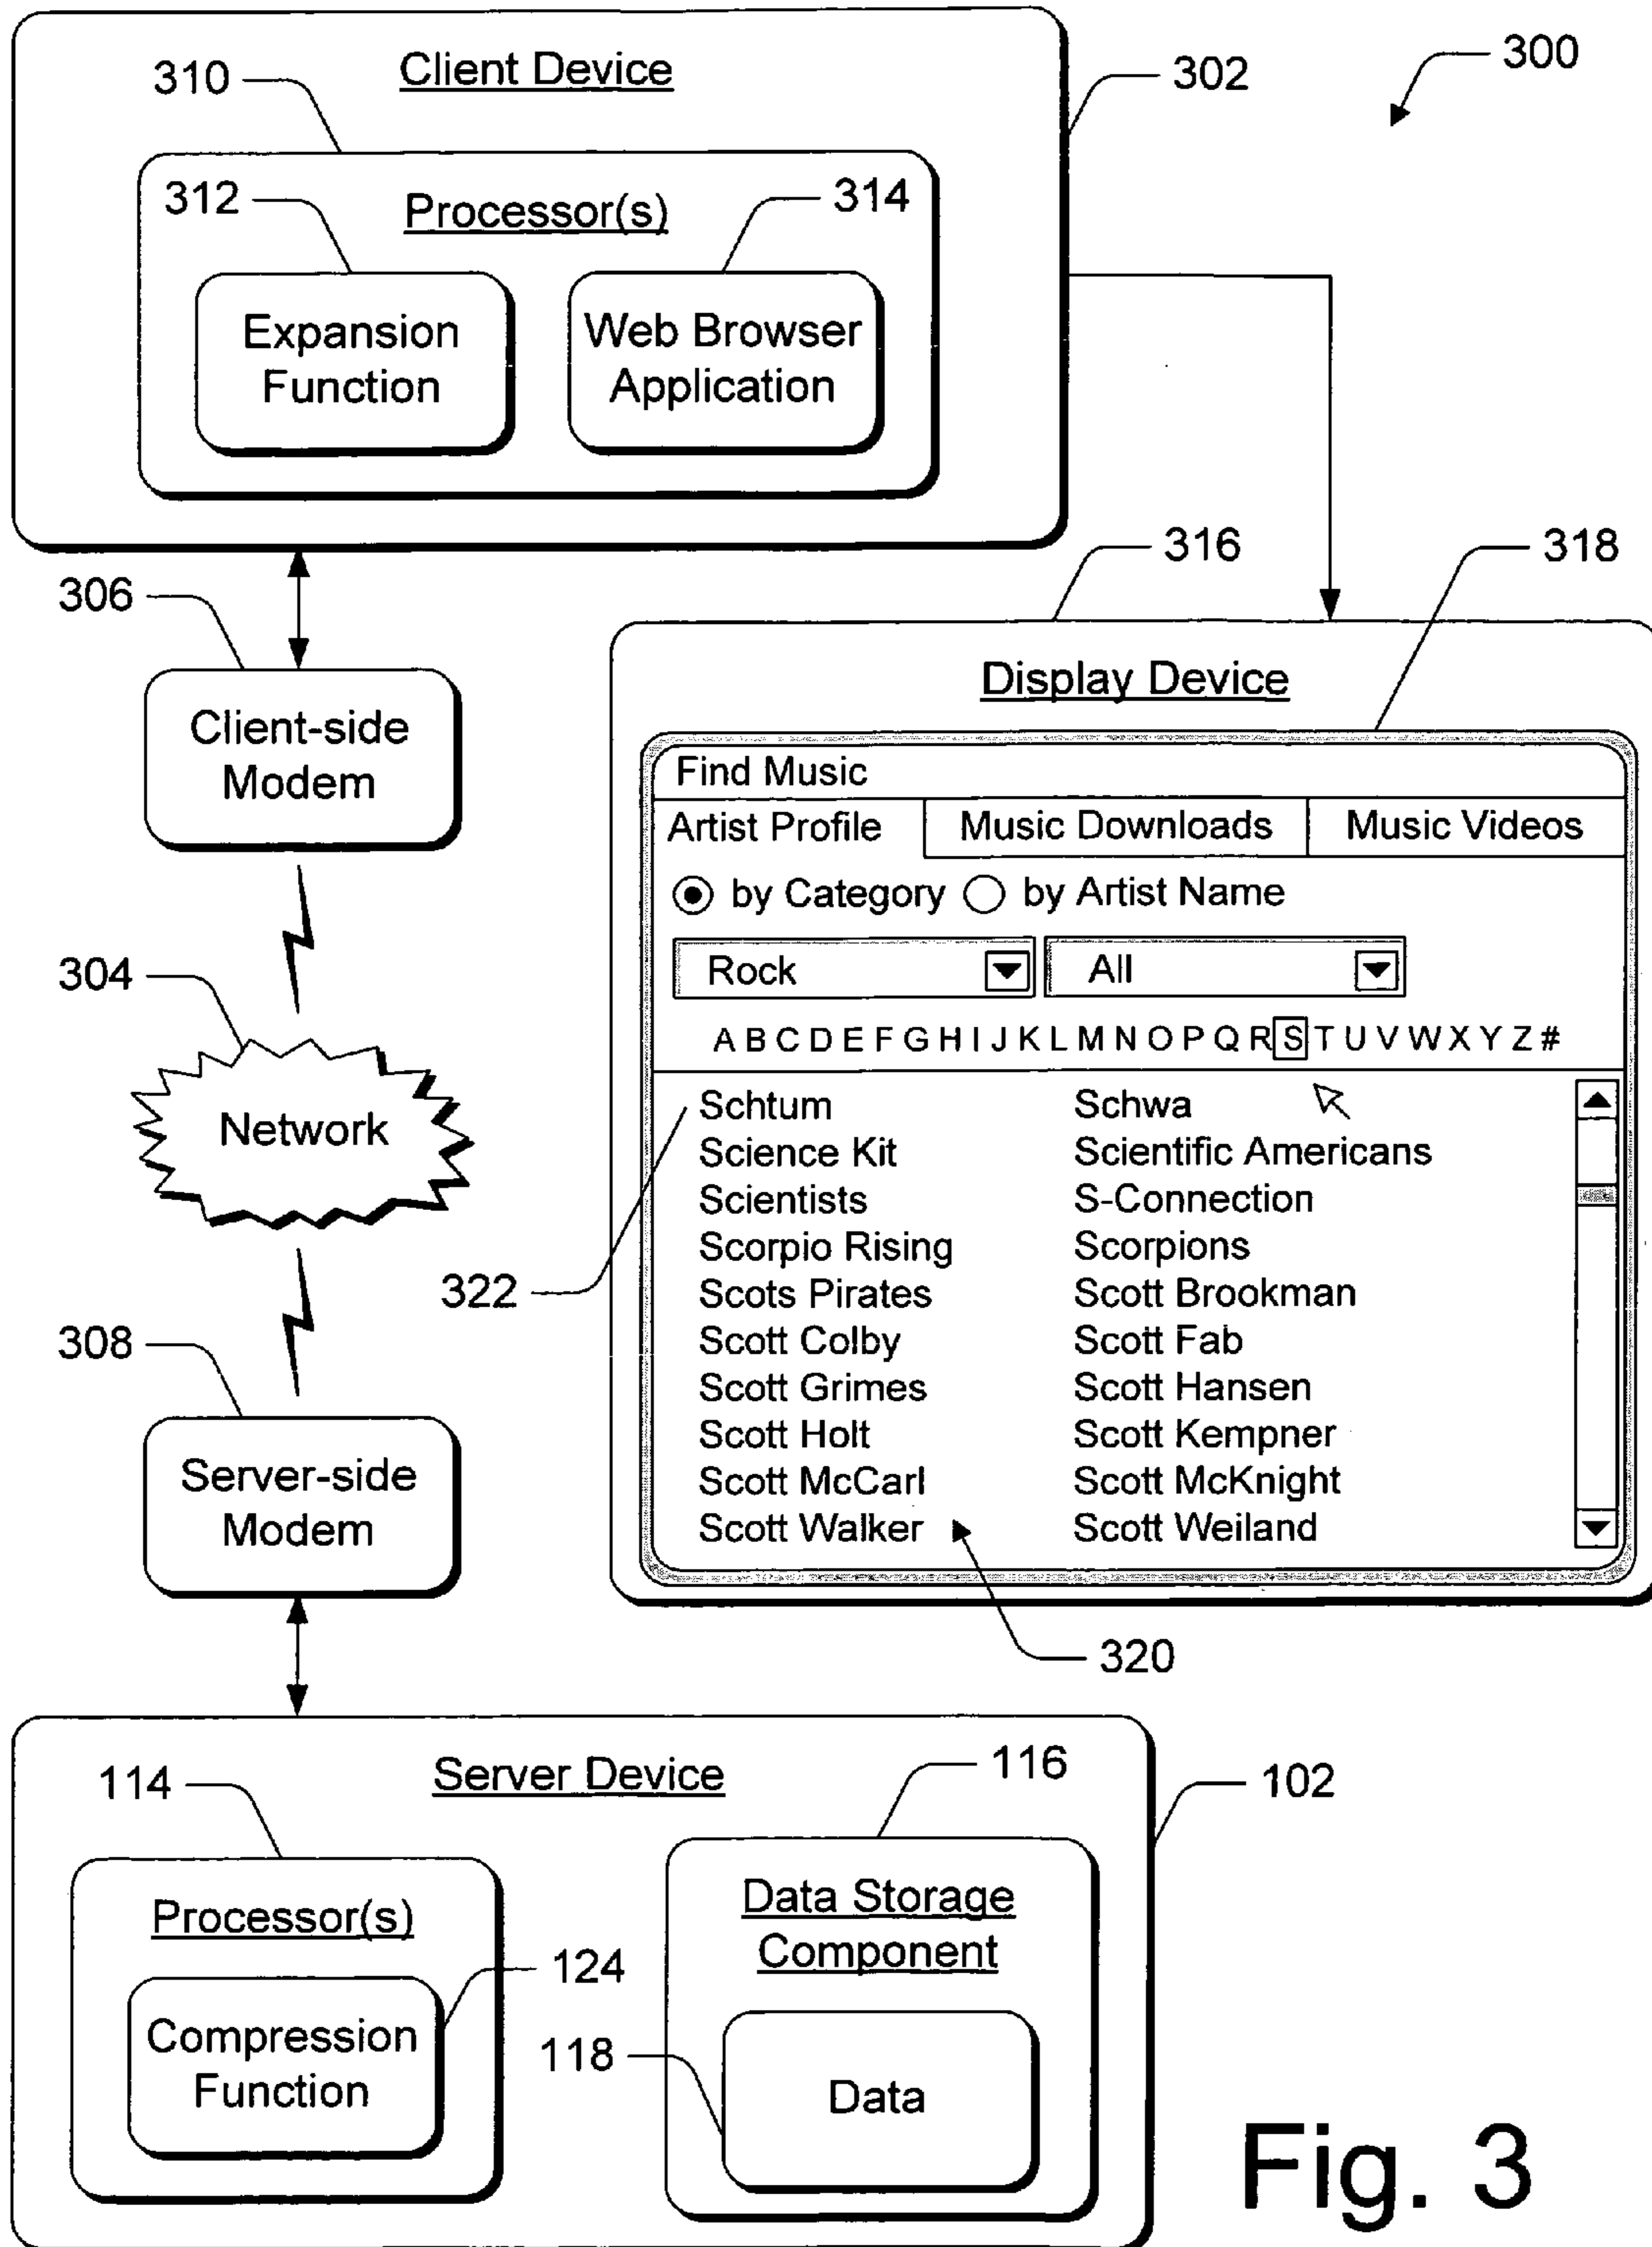 300
302
Client Device
310
Processor(s)
312
314
Expansion
Function
Web Browser
Application
306
Client-side
Modem
304
Network
308
Server-side
Modem
316
318
Display Device
Find Music
Artist Profile
Music Downloads
Music Videos
by Category
by Artist Name
Rock
All
A B C D E F G H I J K L M N O P Q R S T U V W X Y Z #
Schtum
Schwa
Science Kit
Scientific Americans
Scientists
S-Connection
Scorpio Rising
Scorpions
Scots Pirates
Scott Brookman
Scott Colby
Scott Fab
Scott Grimes
Scott Hansen
Scott Holt
Scott Kempner
Scott McCarl
Scott McKnight
Scott Walker
Scott Weiland
322
320
Server Device
102
114
Processor(s)
124
Compression
Function
116
Data Storage
Component
118
Data
Fig. 3